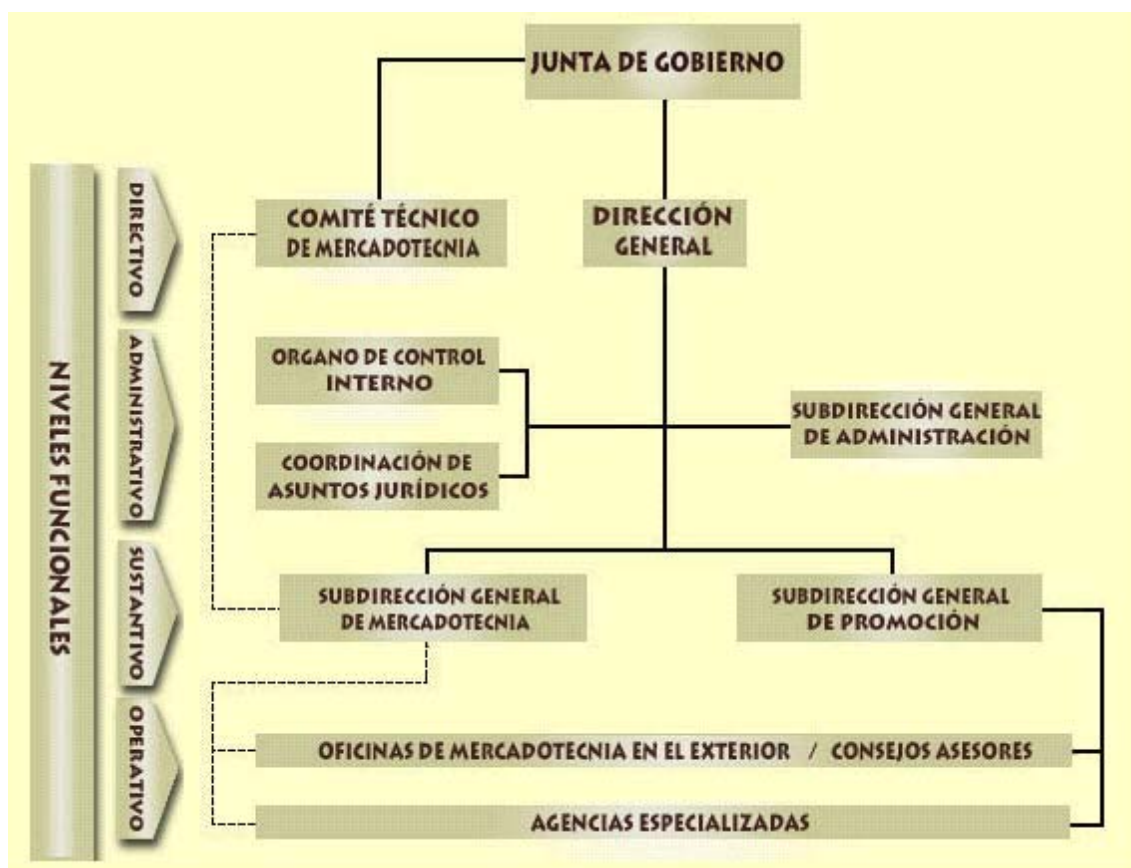 JUNTA DE GOBIERNO
NIVELES FUNCIONALES
DIRECTIVO
COMITÉ TÉCNICO
DE MERCADOTECNIA
DIRECCIÓN
GENERAL
ADMINISTRATIVO
ORGANO DE CONTROL
INTERNO
SUBDIRECCIÓN GENERAL
DE ADMINISTRACIÓN
COORDINACIÓN DE
ASUNTOS JURÍDICOS
SUSTANTIVO
SUBDIRECCIÓN GENERAL
DE MERCADOTECNIA
SUBDIRECCIÓN GENERAL
DE PROMOCIÓN
OPERATIVO
OFICINAS DE MERCADOTECNIA EN EL EXTERIOR / CONSEJOS ASESORES
AGENCIAS ESPECIALIZADAS